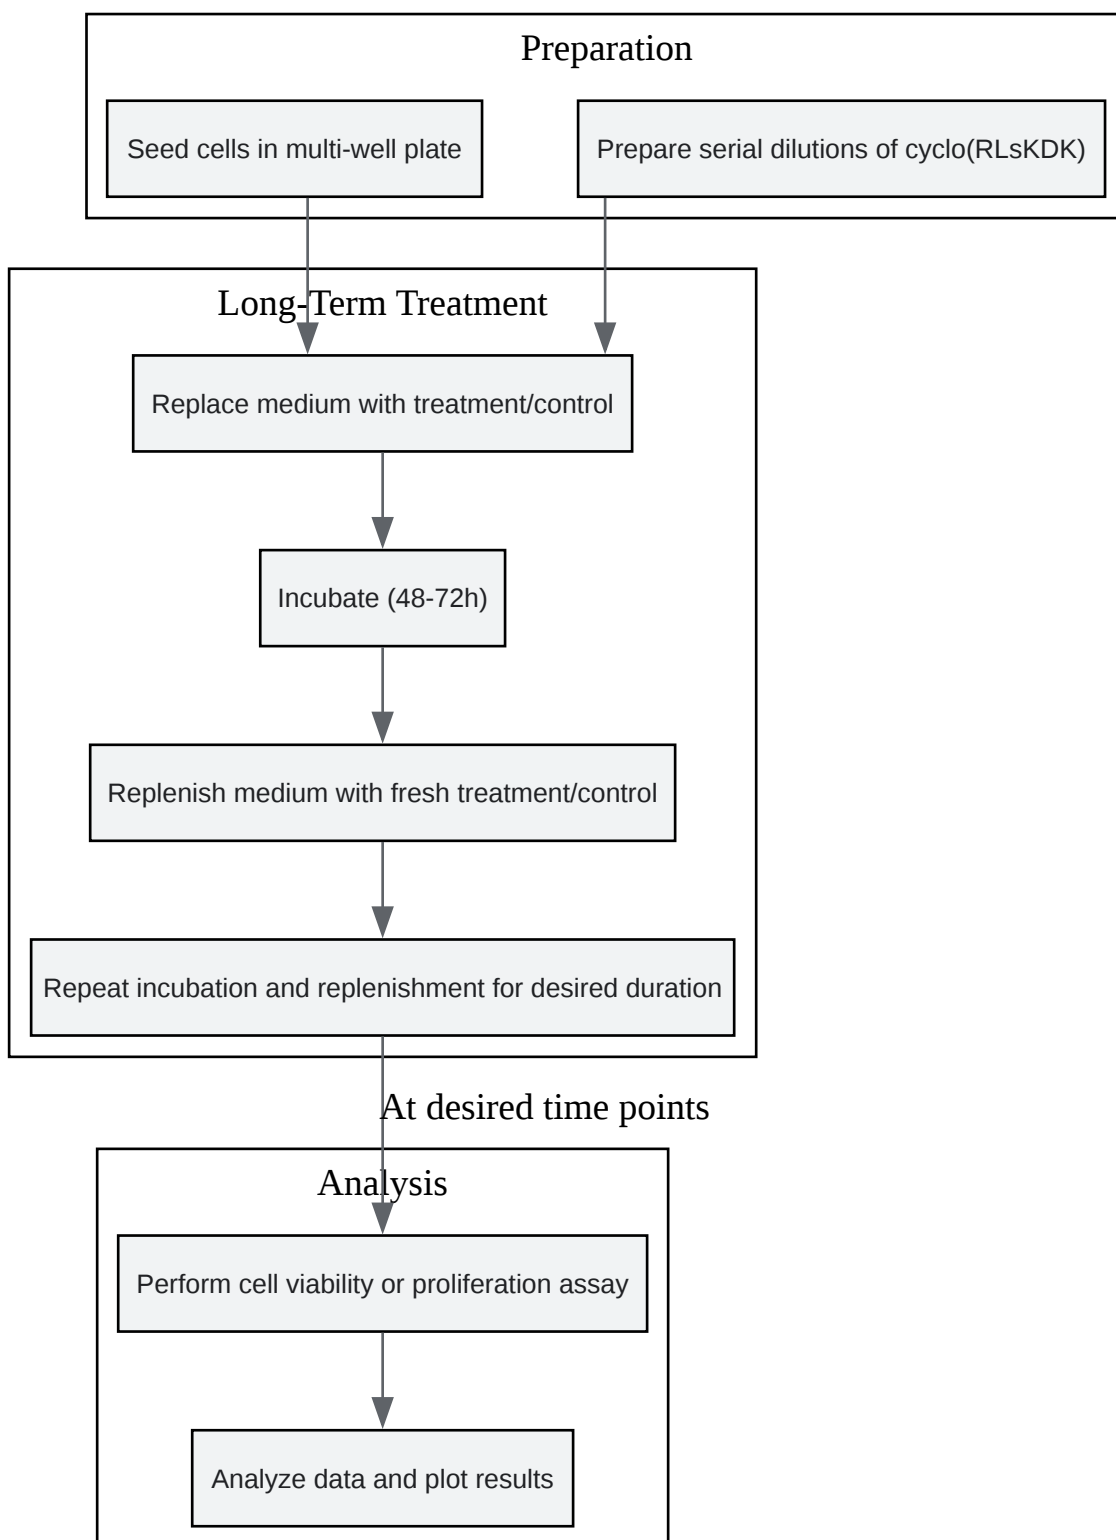 Preparation
Seed cells in multi-well plate
Prepare serial dilutions of cyclo(RLsKDK)
Long-Term Treatment
Replace medium with treatment/control
Incubate (48-72h)
Replenish medium with fresh treatment/control
Repeat incubation and replenishment for desired duration
At desired time points
Analysis
Perform cell viability or proliferation assay
Analyze data and plot results